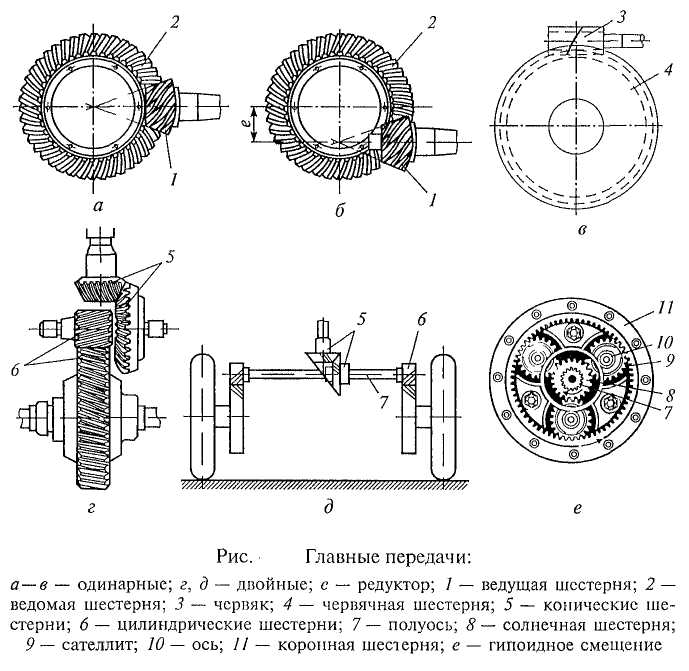 2
1
а
2
е
1
б
3
4
в
5
6
г
5
6
7
д
11
10
9
8
7
е
Рис. Главные передачи:
а—в — одинарные; г, д — двойные; е — редуктор; 1 — ведущая шестерня; 2 —
ведомая шестерня; 3 — червяк; 4 — червячная шестерня; 5 — конические ше-
стерни; 6 — цилиндрические шестерни; 7 — полуось; 8 — солнечная шестерня;
9 — сателлит; 10 — ось; 11 — коронная шестерня; е — гипоидное смещение